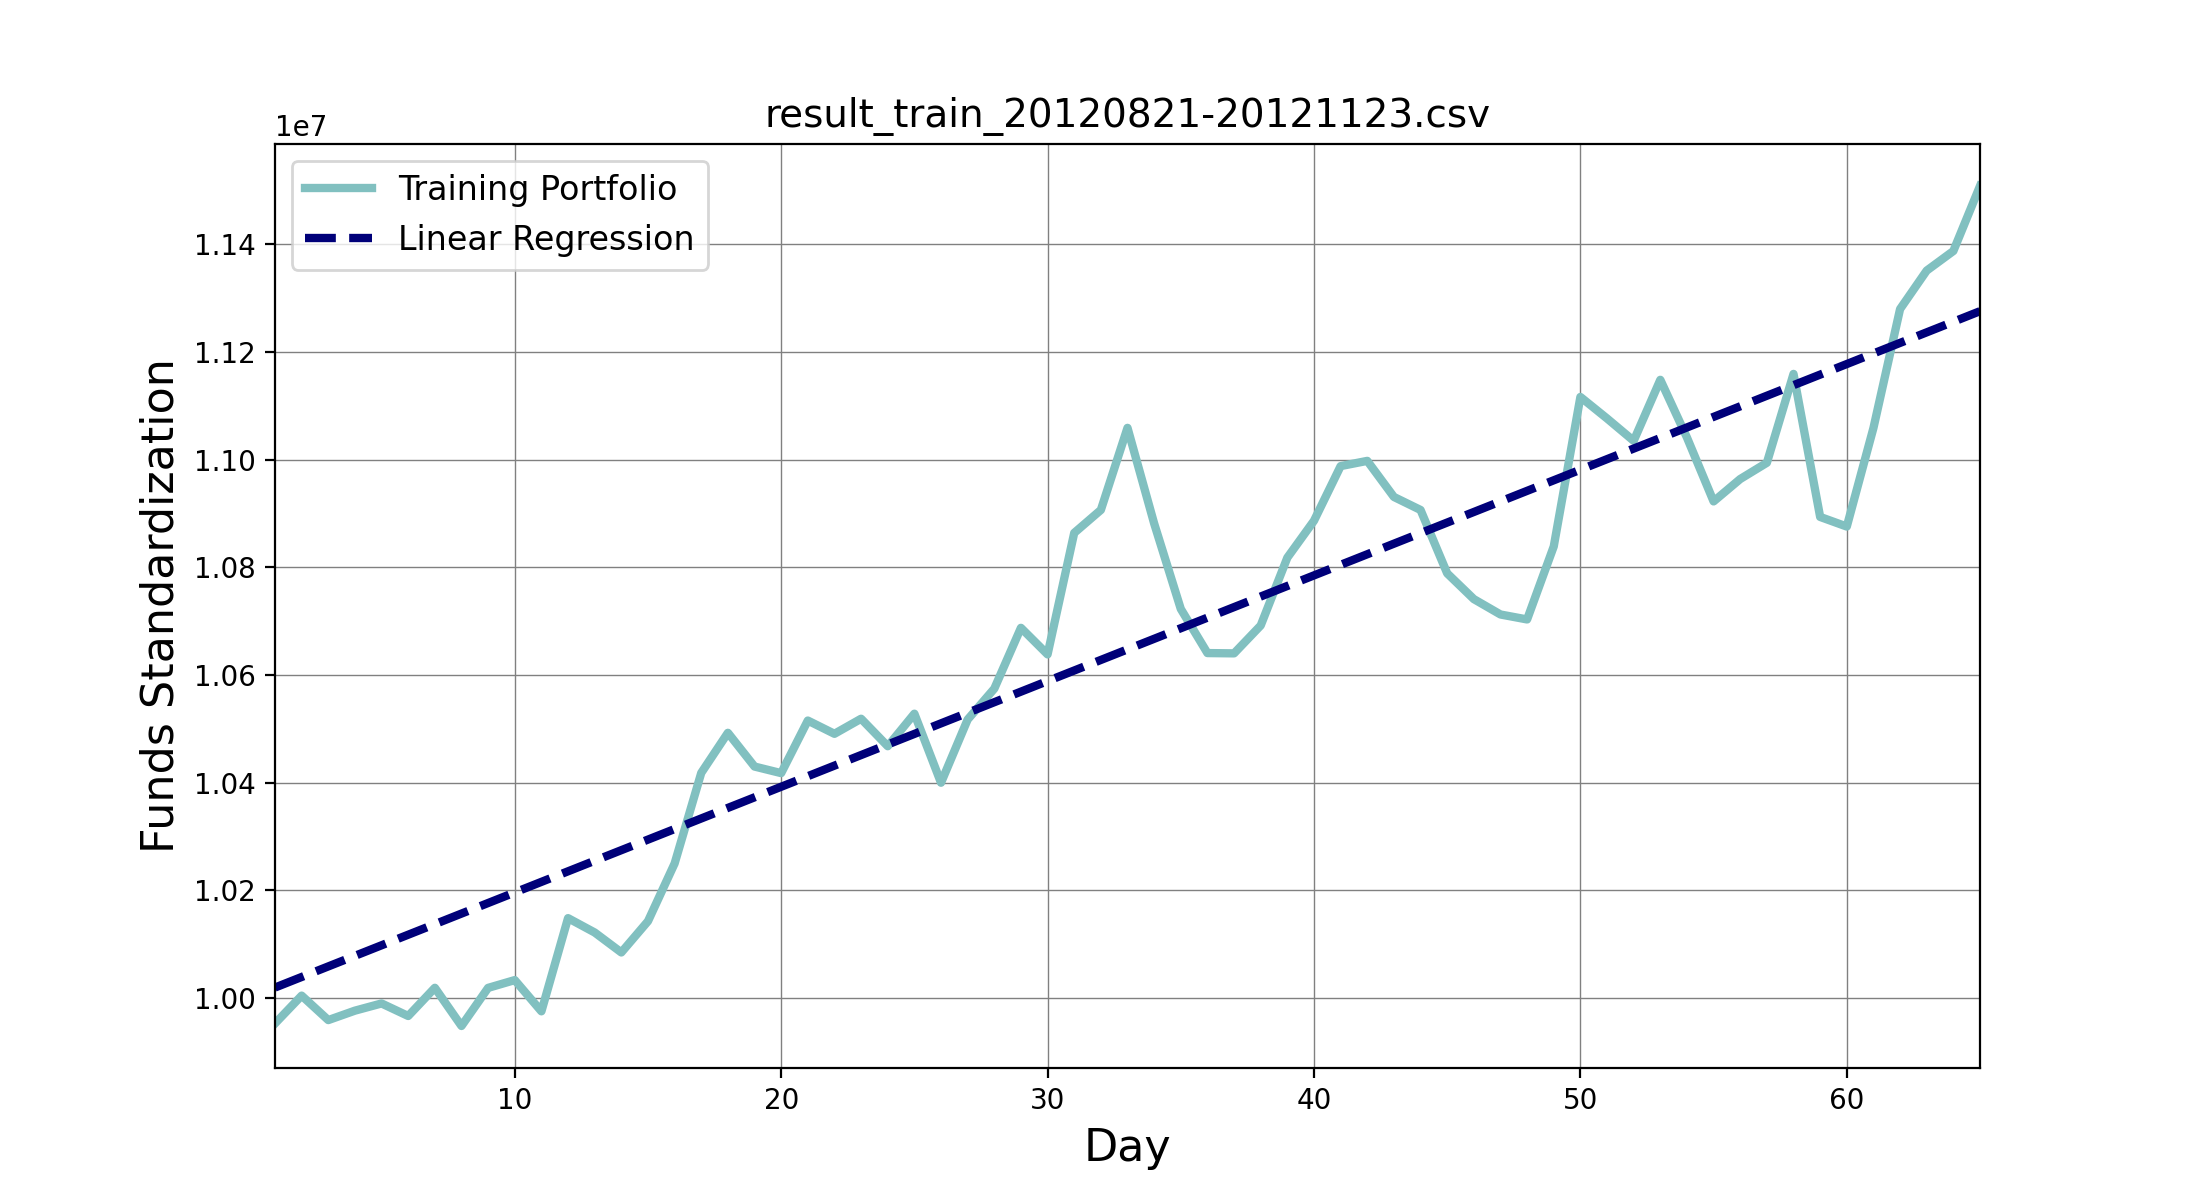 result_train_20120821-20121123.csv
1e7
Training Portfolio
Linear Regression
1.14
1.12
1.10
1.08
1.06
1.04
1.02
1.00
Funds Standardization
10 20 30 40 50 60
Day